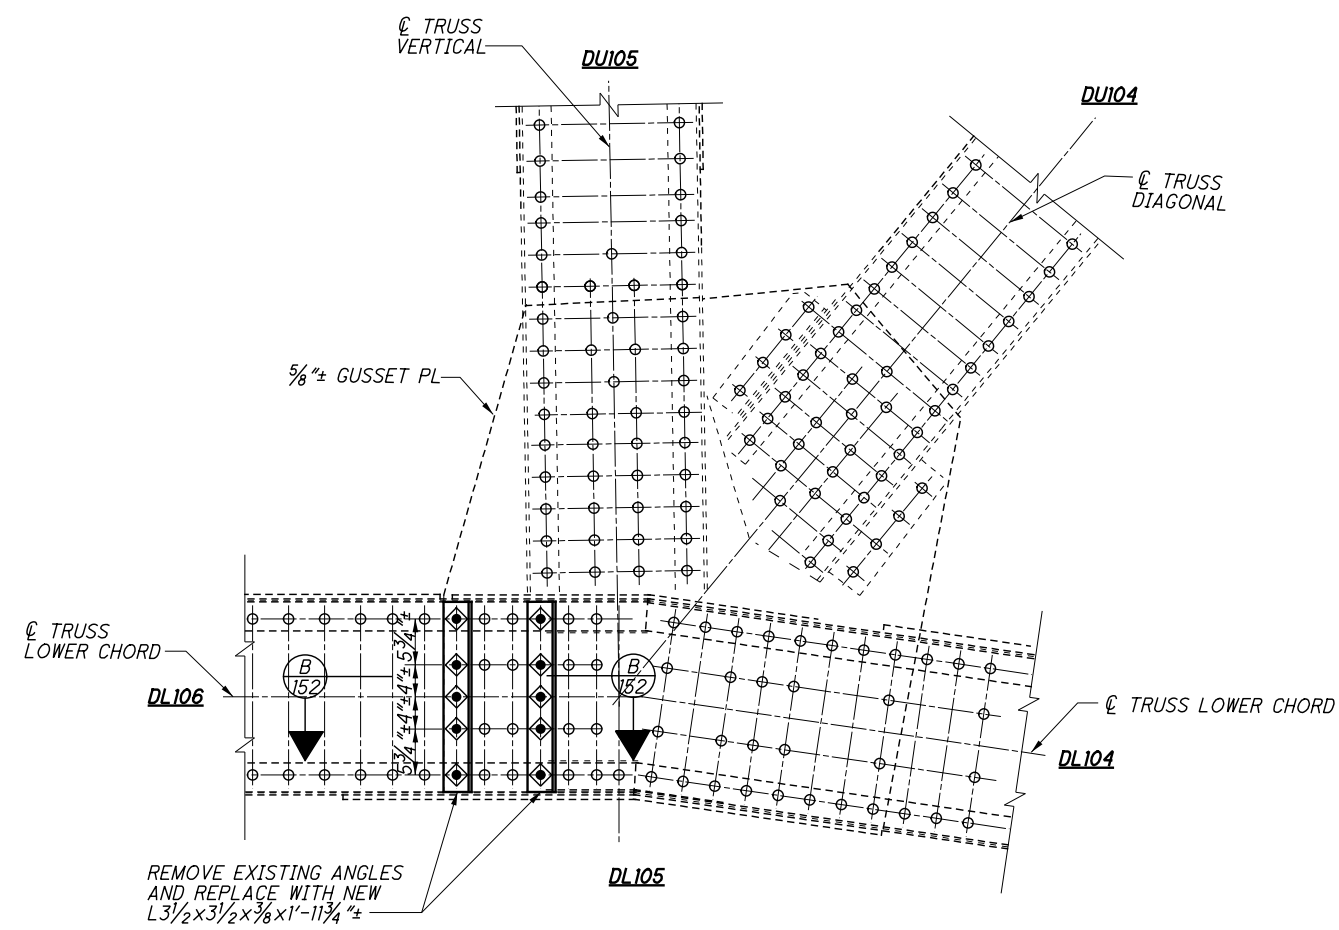 ℄ TRUSS
VERTICAL
DU105
DU104
℄ TRUSS
DIAGONAL
5/8"± GUSSET PL
℄ TRUSS
LOWER CHORD
DL106
B
152
5 3/4"±
4"±
4"±
5 3/4"±
B
152
℄ TRUSS LOWER CHORD
DL104
DL105
REMOVE EXISTING ANGLES
AND REPLACE WITH NEW
L3 1/2x3 1/2x3/8x1'-11 3/4"±